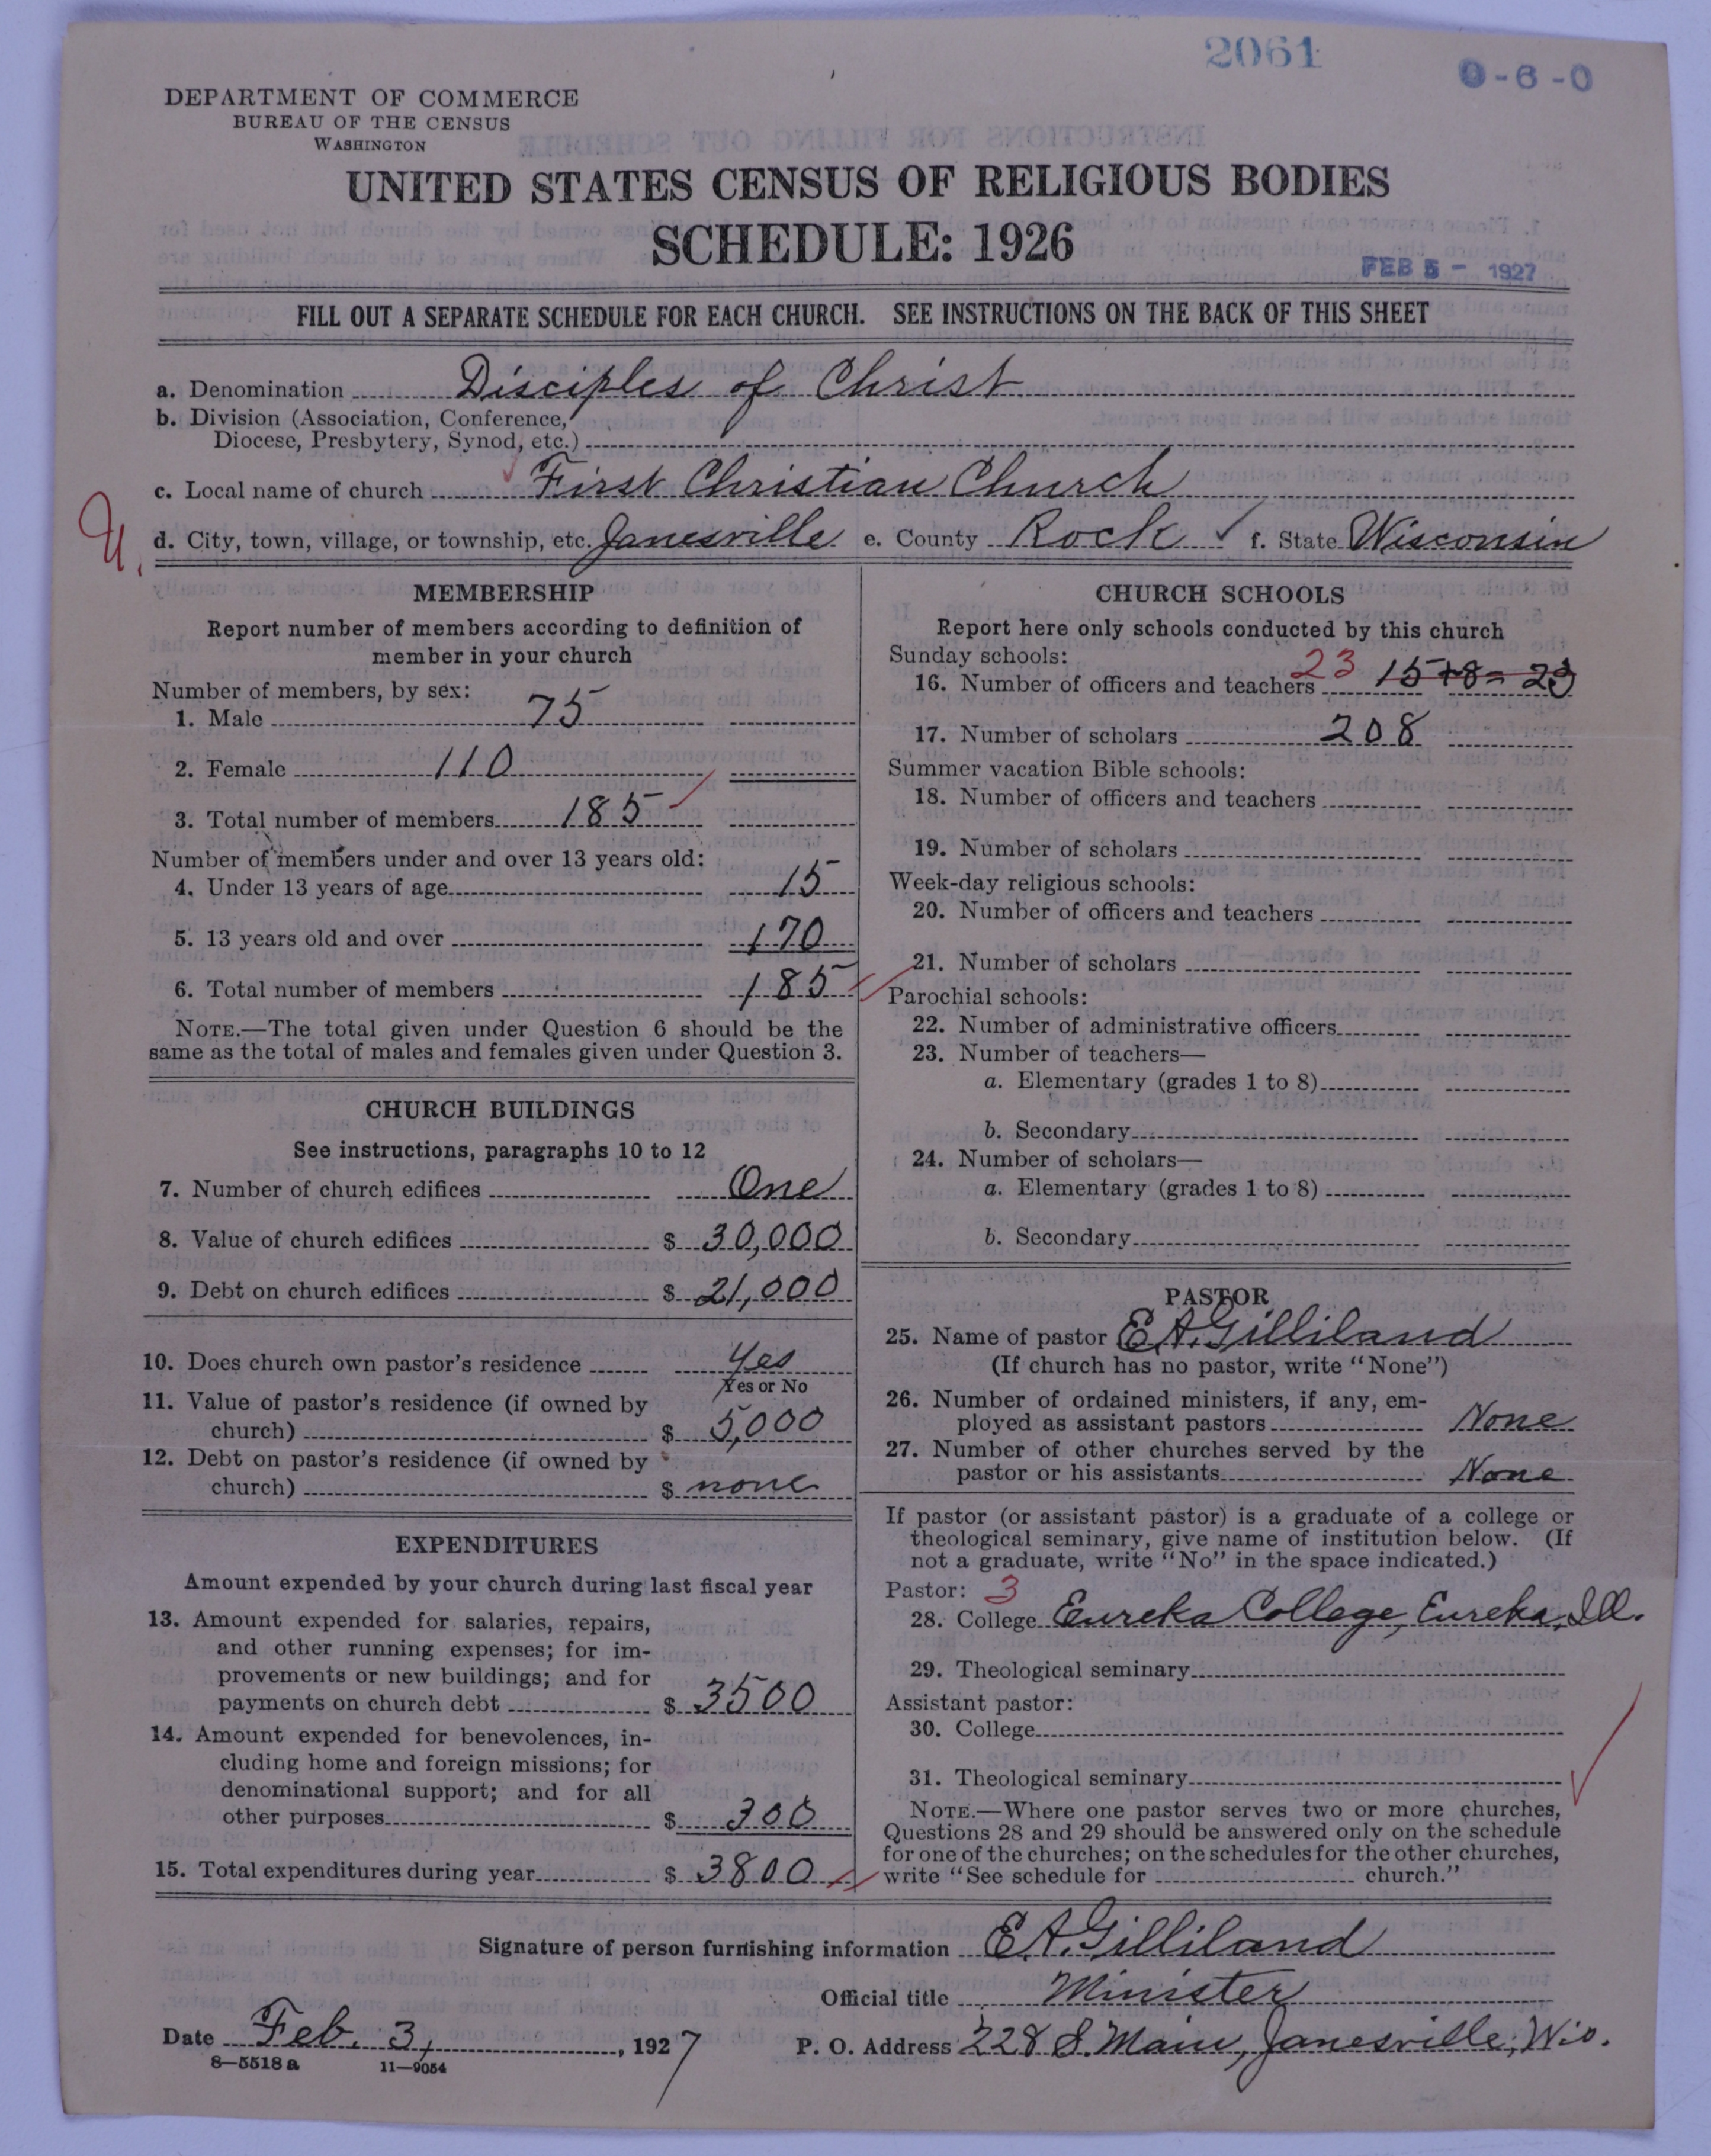 2061
0-6-0
DEPARTMENT OF COMMERCE
BUREAU OF THE CENSUS
WASHINGTON
UNITED STATES CENSUS OF RELIGIOUS BODIES
SCHEDULE: 1926
FEB 5 - 1927
FILL OUT A SEPARATE SCHEDULE FOR EACH CHURCH. SEE INSTRUCTIONS ON THE BACK OF THIS SHEET
a. Denomination Disciples of Christ
b. Division (Association, Conference,
Diocese, Presbytery, Synod, etc.)
c. Local name of church First Christian Church
d. City, town, village, or township, etc. Janesville e. County Rock ✓ f. State Wisconsin
MEMBERSHIP
Report number of members according to definition of
member in your church
Number of members, by sex:
1. Male 75
2. Female 110
3. Total number of members 185
Number of members under and over 13 years old:
4. Under 13 years of age 15
5. 13 years old and over 170
6. Total number of members 185
NOTE.—The total given under Question 6 should be the
same as the total of males and females given under Question 3.
CHURCH BUILDINGS
See instructions, paragraphs 10 to 12
7. Number of church edifices One
8. Value of church edifices $ 30,000
9. Debt on church edifices $ 21,000
10. Does church own pastor's residence Yes
Yes or No
11. Value of pastor's residence (if owned by
church) $ 5,000
12. Debt on pastor's residence (if owned by
church) $ none
EXPENDITURES
Amount expended by your church during last fiscal year
13. Amount expended for salaries, repairs,
and other running expenses; for im-
provements or new buildings; and for
payments on church debt $ 3500
14. Amount expended for benevolences, in-
cluding home and foreign missions; for
denominational support; and for all
other purposes $ 300
15. Total expenditures during year $ 3800
CHURCH SCHOOLS
Report here only schools conducted by this church
Sunday schools:
16. Number of officers and teachers 23 15+8=23
17. Number of scholars 208
Summer vacation Bible schools:
18. Number of officers and teachers
19. Number of scholars
Week-day religious schools:
20. Number of officers and teachers
21. Number of scholars
Parochial schools:
22. Number of administrative officers
23. Number of teachers—
a. Elementary (grades 1 to 8)
b. Secondary
24. Number of scholars—
a. Elementary (grades 1 to 8)
b. Secondary
PASTOR
25. Name of pastor E.A. Gilliland
(If church has no pastor, write "None")
26. Number of ordained ministers, if any, em-
ployed as assistant pastors None
27. Number of other churches served by the
pastor or his assistants None
If pastor (or assistant pastor) is a graduate of a college or
theological seminary, give name of institution below. (If
not a graduate, write "No" in the space indicated.)
Pastor: 3
28. College Eureka College, Eureka, Ill.
29. Theological seminary
Assistant pastor:
30. College
31. Theological seminary
NOTE.—Where one pastor serves two or more churches,
Questions 28 and 29 should be answered only on the schedule
for one of the churches; on the schedules for the other churches,
write "See schedule for church."
Signature of person furnishing information E.A. Gilliland
Official title Minister
Date Feb. 3, 1927 P. O. Address 228 S. Main, Janesville, Wis.
8—5518 a 11—9054